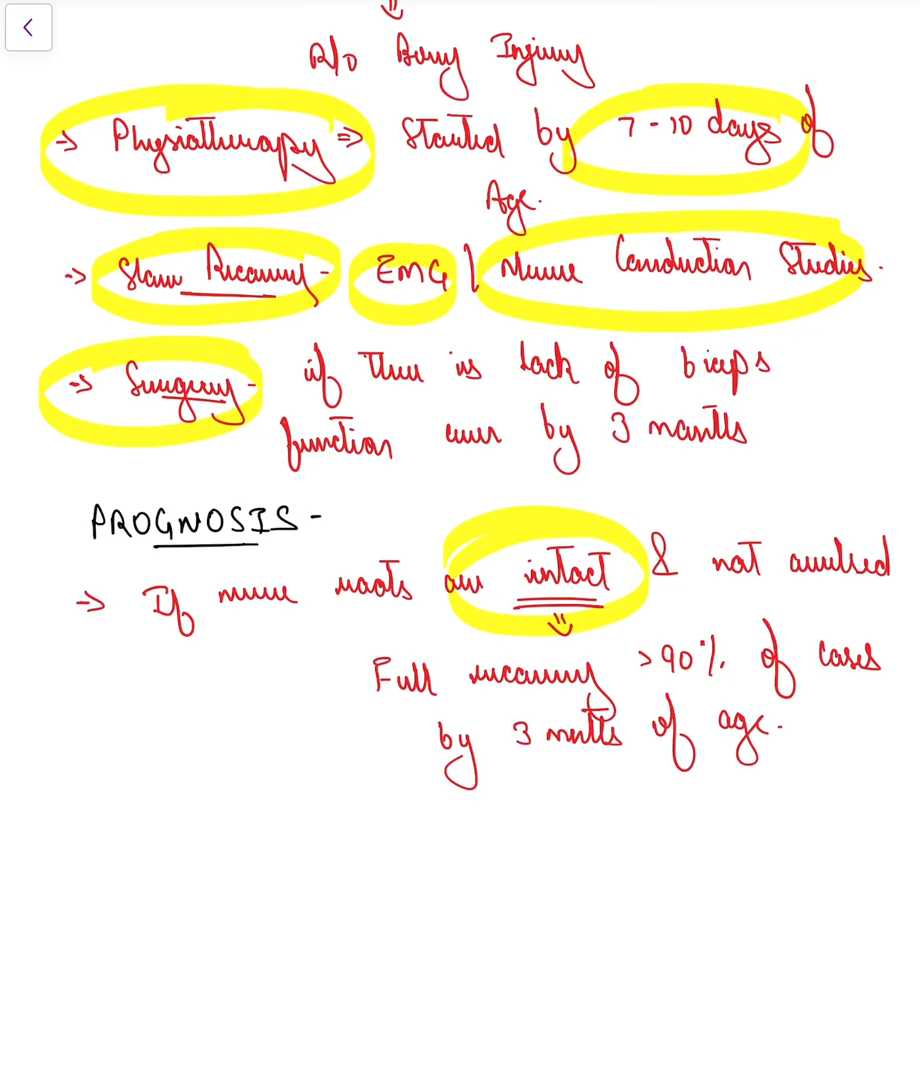 R/o Bony Injury
→ Physiotherapy ⇒ Started by 7-10 days of
Age.
→ Slow Recovery - EMG | Nerve Conduction Studies.
→ Surgery - if there is lack of biceps
function even by 3 months
PROGNOSIS -
→ If nerve roots are intact & not avulsed
Full recovery >90% of cases
by 3 mnths of age.